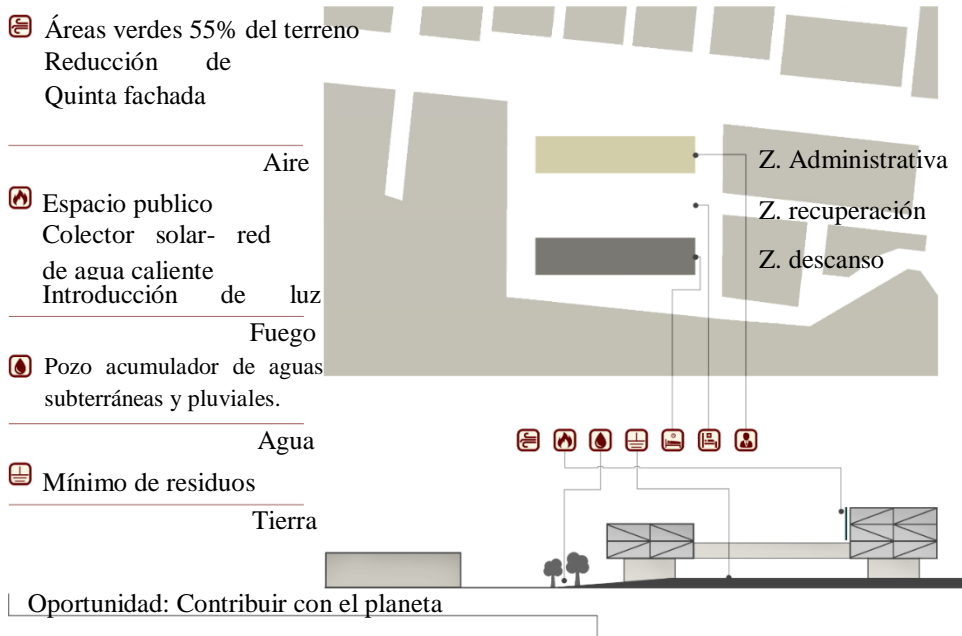 Áreas verdes 55% del terreno
Reducción de
Quinta fachada
Aire
Espacio publico
Colector solar- red
de agua caliente
Introducción de luz
Fuego
Pozo acumulador de aguas
subterráneas y pluviales.
Agua
Mínimo de residuos
Tierra
Z. Administrativa
Z. recuperación
Z. descanso
Oportunidad: Contribuir con el planeta